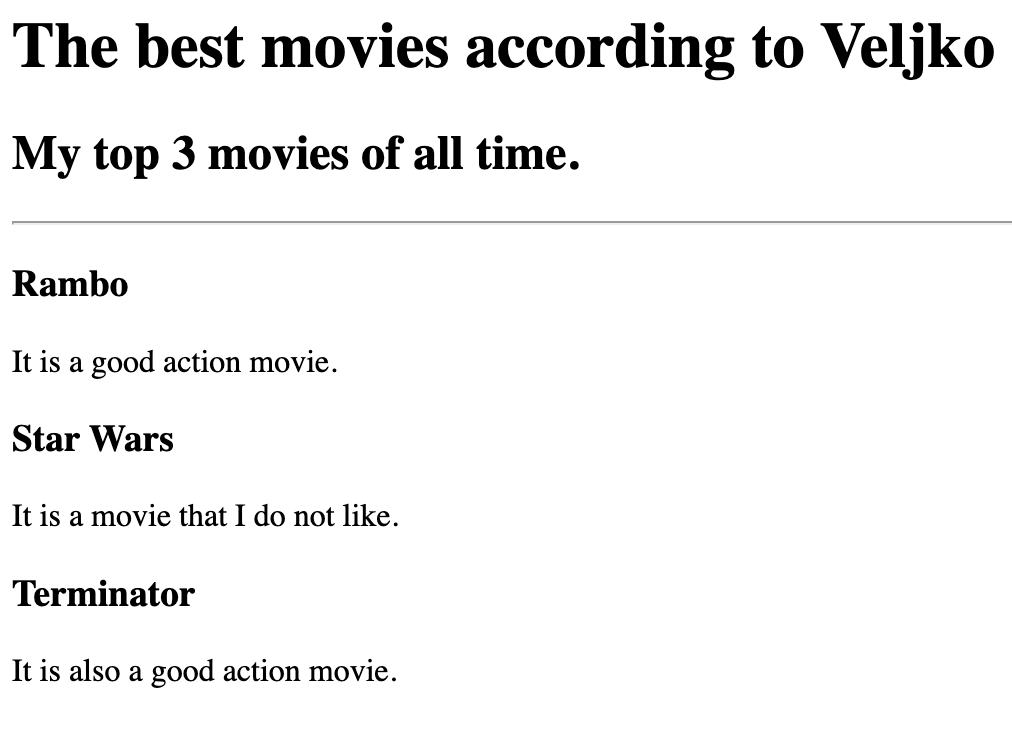 The best movies according to Veljko
My top 3 movies of all time.
Rambo
It is a good action movie.
Star Wars
It is a movie that I do not like.
Terminator
It is also a good action movie.